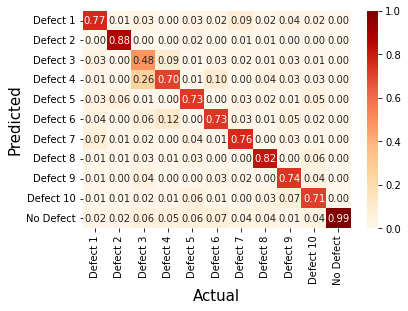 Predicted
Defect 1 0.77 0.01 0.03 0.00 0.03 0.02 0.09 0.02 0.04 0.02 0.00
Defect 2 0.00 0.88 0.00 0.00 0.02 0.00 0.01 0.01 0.00 0.00 0.00
Defect 3 0.02 0.00 0.48 0.09 0.01 0.03 0.02 0.01 0.03 0.01 0.00
Defect 4 0.01 0.00 0.26 0.70 0.01 0.10 0.00 0.04 0.03 0.03 0.00
Defect 5 0.03 0.06 0.01 0.00 0.73 0.00 0.03 0.02 0.01 0.05 0.00
Defect 6 0.04 0.00 0.06 0.12 0.00 0.73 0.03 0.01 0.05 0.02 0.00
Defect 7 0.07 0.01 0.02 0.00 0.04 0.01 0.76 0.00 0.03 0.01 0.00
Defect 8 0.01 0.01 0.03 0.01 0.03 0.00 0.00 0.82 0.00 0.06 0.00
Defect 9 0.01 0.00 0.04 0.00 0.00 0.03 0.02 0.00 0.74 0.04 0.00
Defect 10 0.01 0.01 0.02 0.01 0.06 0.01 0.00 0.03 0.07 0.71 0.00
No Defect 0.02 0.02 0.06 0.05 0.06 0.07 0.04 0.04 0.01 0.04 0.99
Defect 1 Defect 2 Defect 3 Defect 4 Defect 5 Defect 6 Defect 7 Defect 8 Defect 9 Defect 10 No Defect
Actual
1.0
0.8
0.6
0.4
0.2
0.0